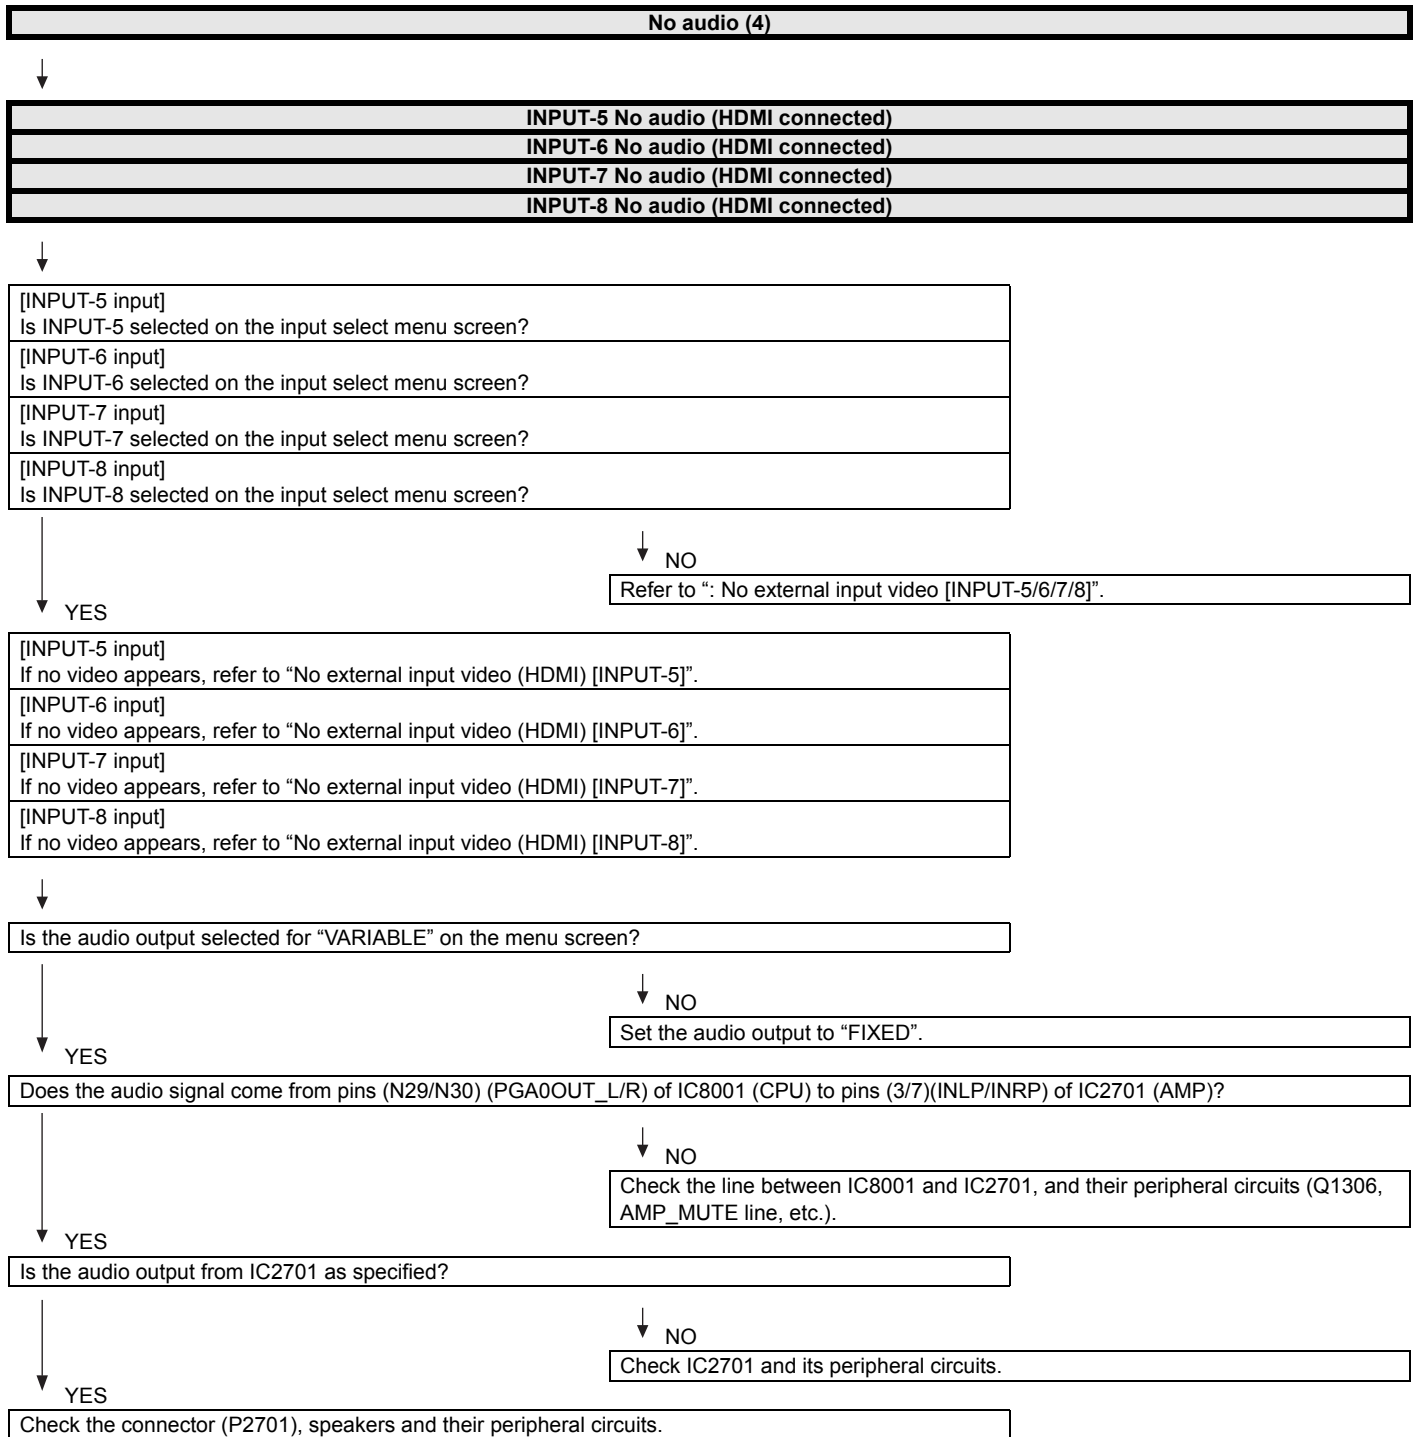 No audio (4)
INPUT-5 No audio (HDMI connected)
INPUT-6 No audio (HDMI connected)
INPUT-7 No audio (HDMI connected)
INPUT-8 No audio (HDMI connected)
[INPUT-5 input]
Is INPUT-5 selected on the input select menu screen?
[INPUT-6 input]
Is INPUT-6 selected on the input select menu screen?
[INPUT-7 input]
Is INPUT-7 selected on the input select menu screen?
[INPUT-8 input]
Is INPUT-8 selected on the input select menu screen?
NO
Refer to “: No external input video [INPUT-5/6/7/8]”.
YES
[INPUT-5 input]
If no video appears, refer to “No external input video (HDMI) [INPUT-5]”.
[INPUT-6 input]
If no video appears, refer to “No external input video (HDMI) [INPUT-6]”.
[INPUT-7 input]
If no video appears, refer to “No external input video (HDMI) [INPUT-7]”.
[INPUT-8 input]
If no video appears, refer to “No external input video (HDMI) [INPUT-8]”.
Is the audio output selected for “VARIABLE” on the menu screen?
NO
Set the audio output to “FIXED”.
YES
Does the audio signal come from pins (N29/N30) (PGA0OUT_L/R) of IC8001 (CPU) to pins (3/7)(INLP/INRP) of IC2701 (AMP)?
NO
Check the line between IC8001 and IC2701, and their peripheral circuits (Q1306,
AMP_MUTE line, etc.).
YES
Is the audio output from IC2701 as specified?
NO
Check IC2701 and its peripheral circuits.
YES
Check the connector (P2701), speakers and their peripheral circuits.